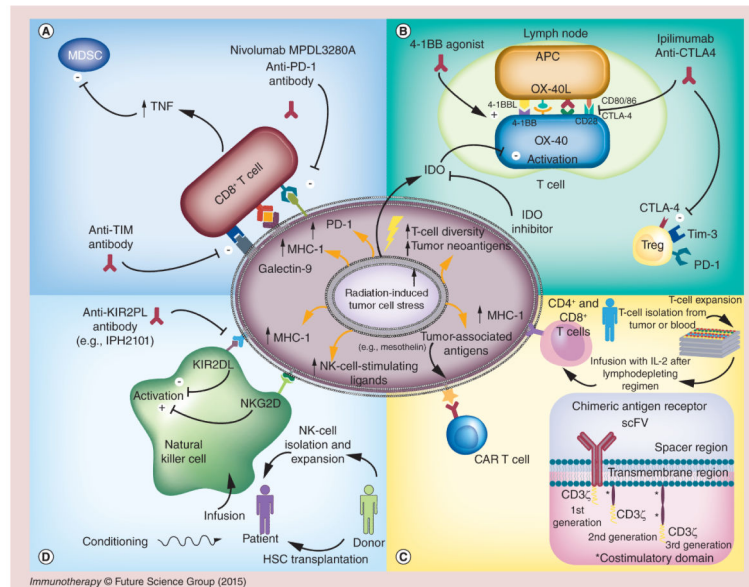 A
MDSC
-
TNF
Nivolumab MPDL3280A
Anti-PD-1
antibody
-
CD8+ T cell
Anti-TIM
antibody
-
PD-1
MHC-1
Galectin-9
B
4-1BB agonist
Lymph node
APC
OX-40L
4-1BBL
CD80/86
+
4-1BB
CD28
CTLA-4
OX-40
-
Activation
T cell
Ipilimumab
Anti-CTLA4
IDO
IDO
inhibitor
CTLA-4
-
Tim-3
Treg
PD-1
T-cell diversity
Tumor neoantigens
Radiation-induced
tumor cell stress
MHC-1
MHC-1
(e.g., mesothelin)
Tumor-associated
antigens
NK-cell-stimulating
ligands
Anti-KIR2PL
antibody
(e.g., IPH2101)
KIR2DL
-
Activation
+
NKG2D
Natural
killer cell
NK-cell
isolation and
expansion
Infusion
Conditioning
Patient
Donor
HSC transplantation
D
CD4+ and
CD8+
T cells
T-cell expansion
T-cell isolation from
tumor or blood
Infusion with IL-2 after
lymphodepleting
regimen
CAR T cell
Chimeric antigen receptor
scFV
Spacer region
Transmembrane region
CD3ζ
1st
generation
*
CD3ζ
2nd generation
*
*
CD3ζ
3rd generation
*Costimulatory domain
C
Immunotherapy © Future Science Group (2015)